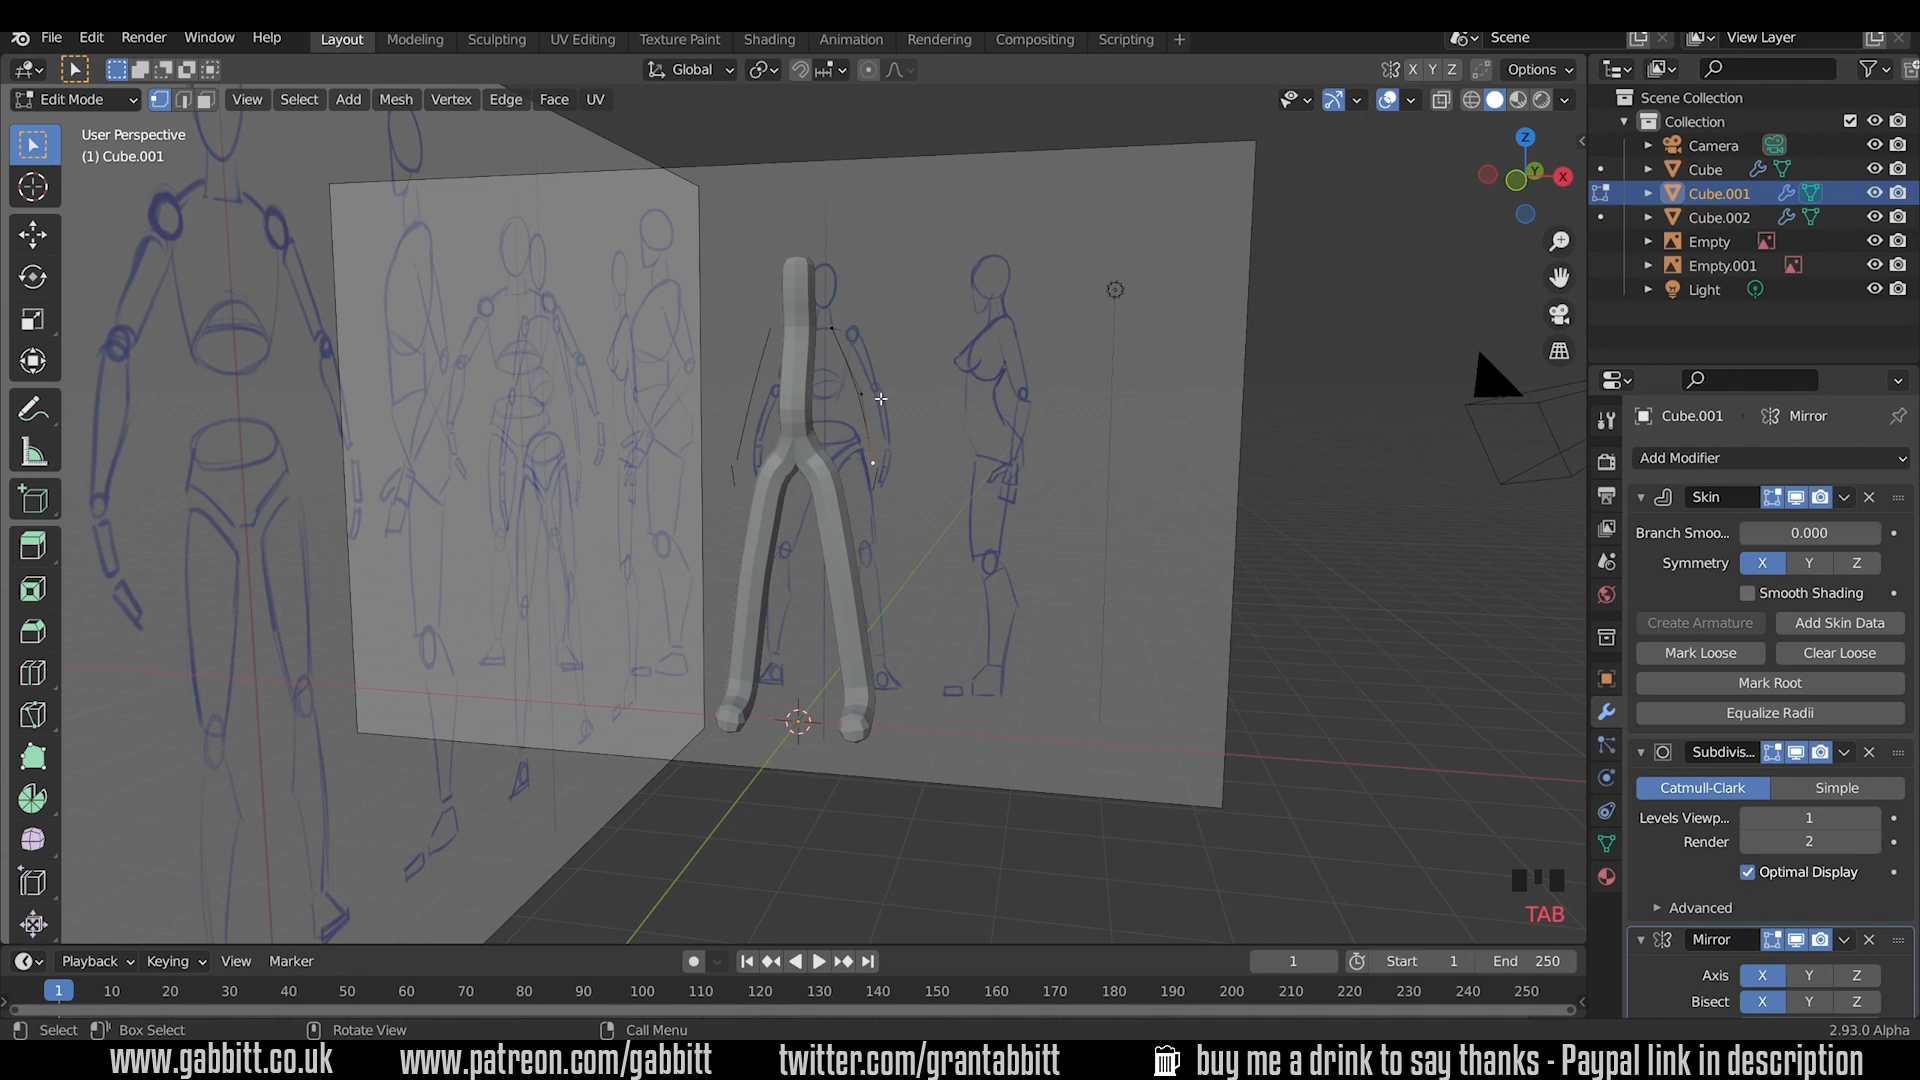 File Edit Render Window Help Layout Modeling Sculpting UV Editing Texture Paint Shading Animation Rendering Compositing Scripting + Scene View Layer
Global X Y Z Options
Edit Mode View Select Add Mesh Vertex Edge Face UV
User Perspective
(1) Cube.001
Z
Y
X
Scene Collection
Collection
Camera
Cube
Cube.001
Cube.002
Empty
Empty.001
Light
Cube.001 Mirror
Add Modifier
Skin
Branch Smoo... 0.000
Symmetry X Y Z
Smooth Shading
Create Armature Add Skin Data
Mark Loose Clear Loose
Mark Root
Equalize Radii
Subdivis...
Catmull-Clark Simple
Levels Viewp... 1
Render 2
Optimal Display
Advanced
Mirror
Axis X Y Z
Bisect X Y Z
TAB
Playback Keying View Marker 1 Start 1 End 250
1 10 20 30 40 50 60 70 80 90 100 110 120 130 140 150 160 170 180 190 200 210 220 230 240 250
Select Box Select Rotate View Call Menu 2.93.0 Alpha
www.gabbitt.co.uk www.patreon.com/gabbitt twitter.com/grantabbitt buy me a drink to say thanks - Paypal link in description